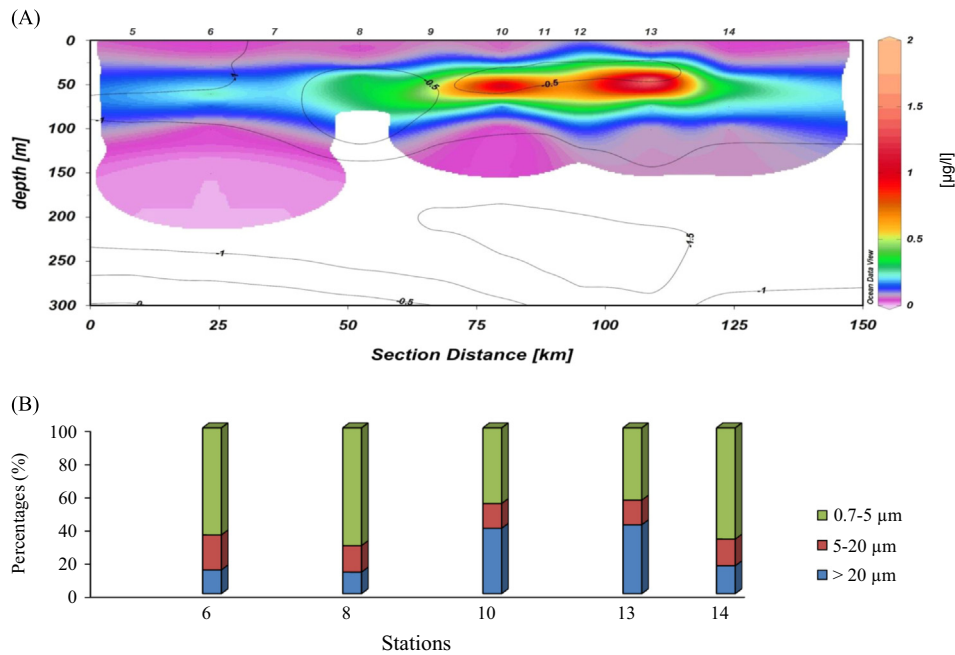 (A)
5 6 7 8 9 10 11 12 13 14
0
50
100
150
200
250
300
depth [m]
-1
-1
-0.5
-0.5
-1.5
-1
-0.5
-1
0 25 50 75 100 125 150
Section Distance [km]
2
1.5
1
0.5
0
[µg/l]
Ocean Data View
(B)
100
80
60
40
20
0
Percentages (%)
6 8 10 13 14
Stations
0.7-5 µm
5-20 µm
> 20 µm